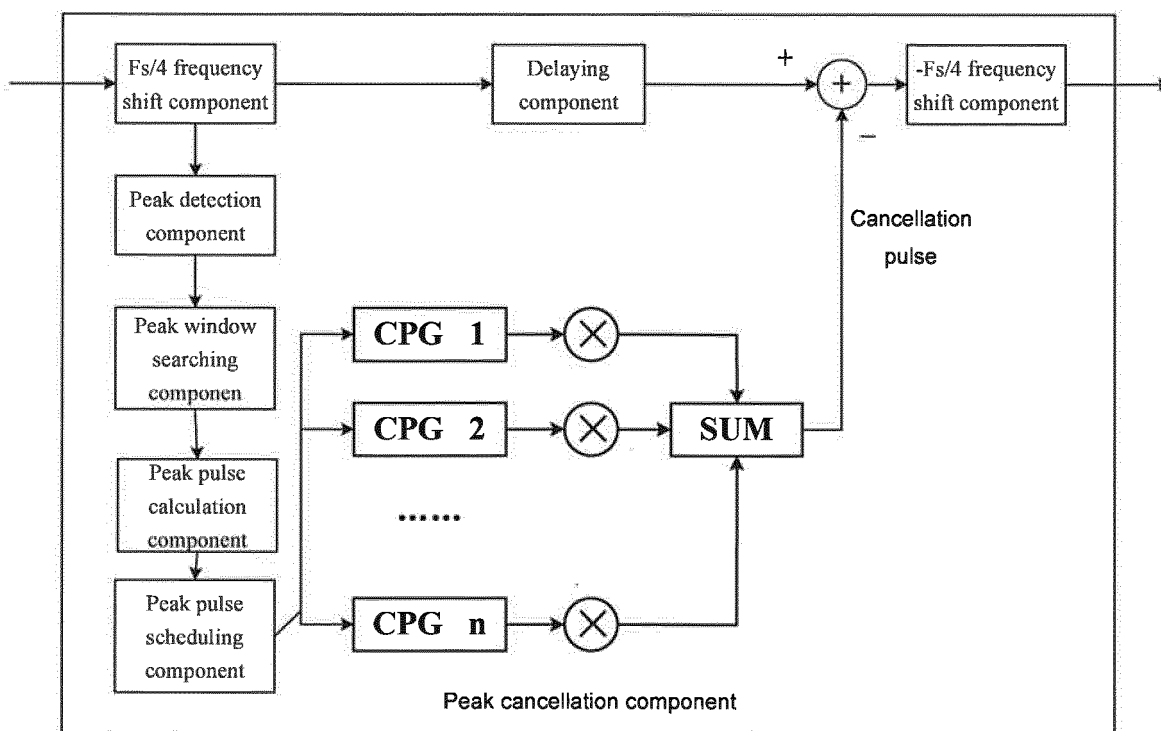 Fs/4 frequency
shift component
Delaying
component
+
+
-Fs/4 frequency
shift component
−
Peak detection
component
Cancellation
pulse
Peak window
searching
componen
CPG 1
CPG 2
SUM
Peak pulse
calculation
component
......
Peak pulse
scheduling
component
CPG n
Peak cancellation component